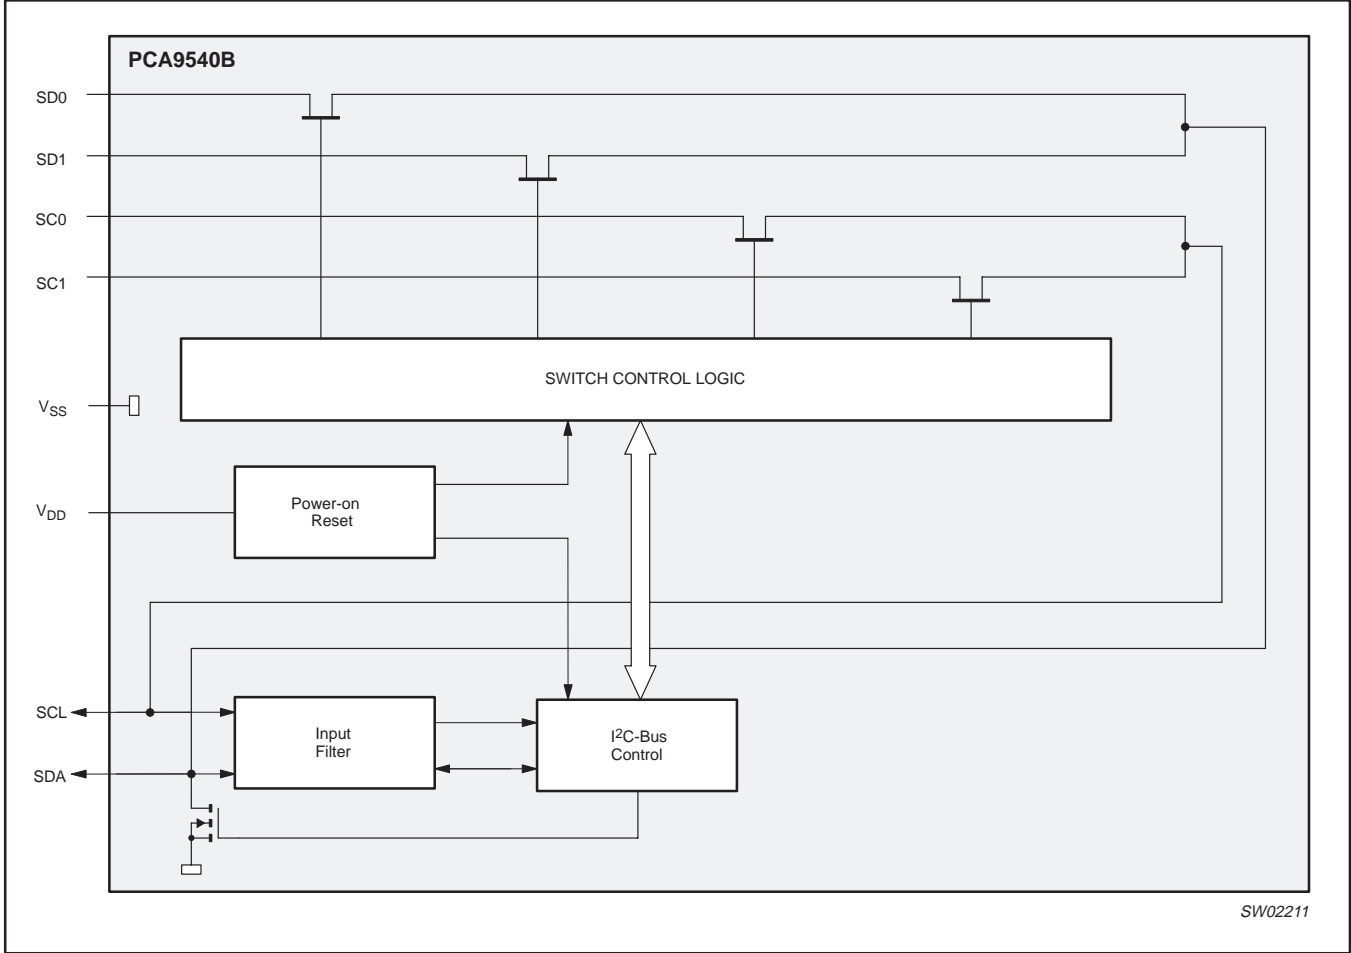 PCA9540B
SD0
SD1
SC0
SC1
SWITCH CONTROL LOGIC
VSS
Power-on
Reset
VDD
SCL
Input
Filter
I2C-Bus
Control
SDA
SW02211